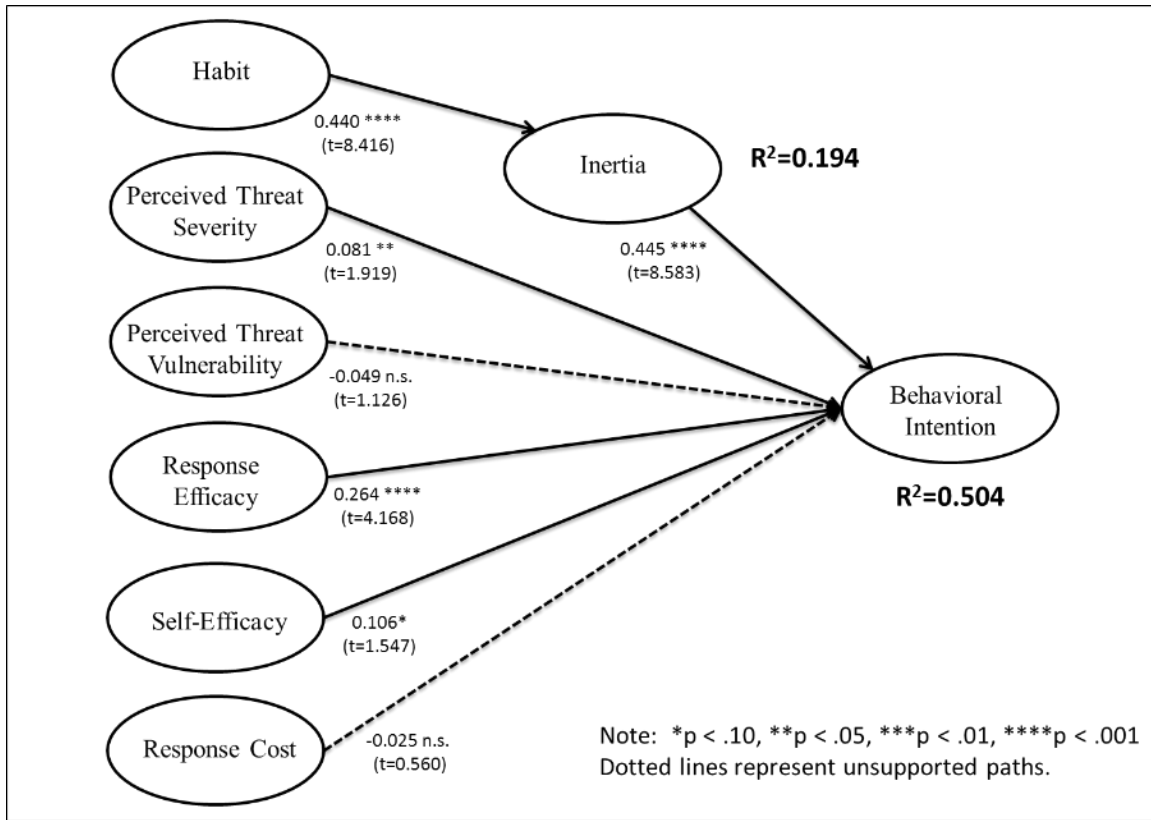 Habit
0.440 ****
(t=8.416)
Inertia
R²=0.194
Perceived Threat
Severity
0.081 **
(t=1.919)
0.445 ****
(t=8.583)
Perceived Threat
Vulnerability
-0.049 n.s.
(t=1.126)
Behavioral
Intention
R²=0.504
Response
Efficacy
0.264 ****
(t=4.168)
Self-Efficacy
0.106*
(t=1.547)
Response Cost
-0.025 n.s.
(t=0.560)
Note: *p < .10, **p < .05, ***p < .01, ****p < .001
Dotted lines represent unsupported paths.